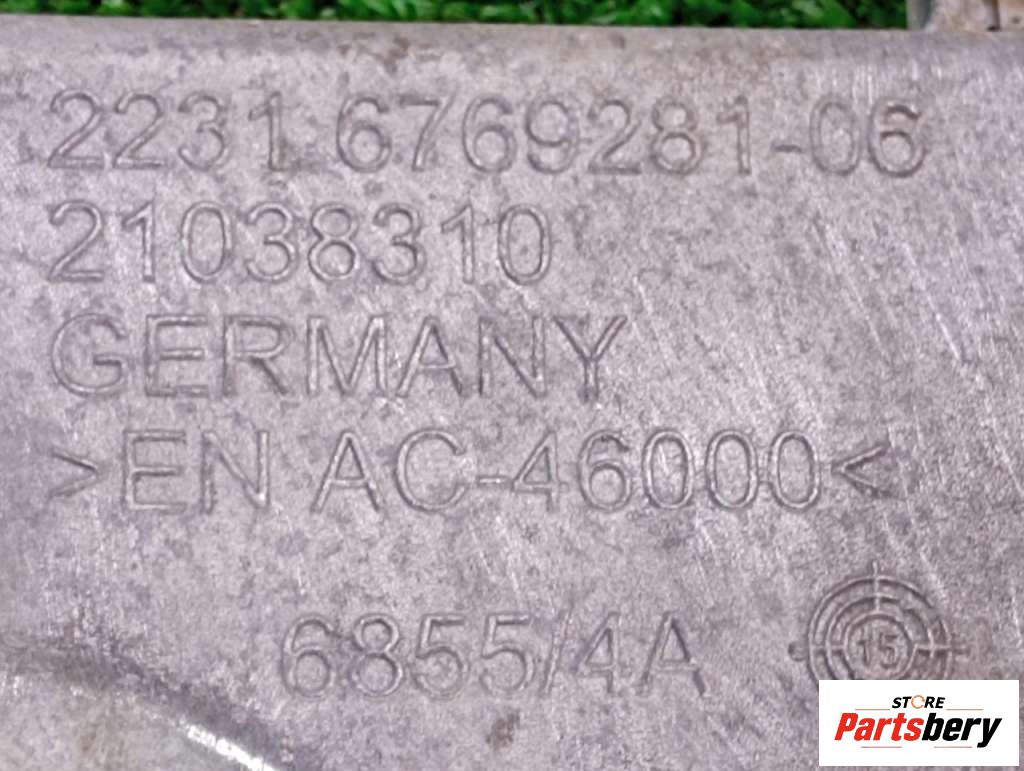 2231 6769281-06
21038310
GERMANY
>EN AC-46000<
6855/4A
15
STORE
Partsbery